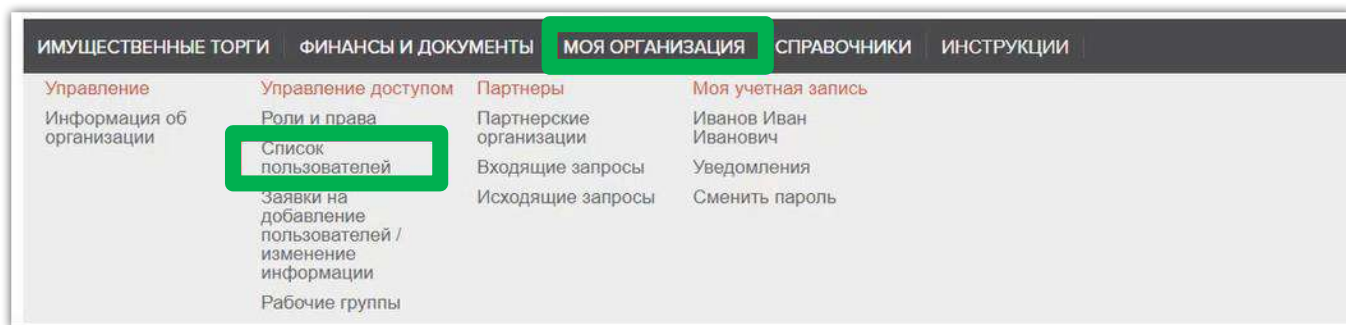 ИМУЩЕСТВЕННЫЕ ТОРГИ ФИНАНСЫ И ДОКУМЕНТЫ МОЯ ОРГАНИЗАЦИЯ СПРАВОЧНИКИ ИНСТРУКЦИИ
Управление
Информация об
организации
Управление доступом
Роли и права
Список
пользователей
Заявки на
добавление
пользователей /
изменение
информации
Рабочие группы
Партнеры
Партнерские
организации
Входящие запросы
Исходящие запросы
Моя учетная запись
Иванов Иван
Иванович
Уведомления
Сменить пароль